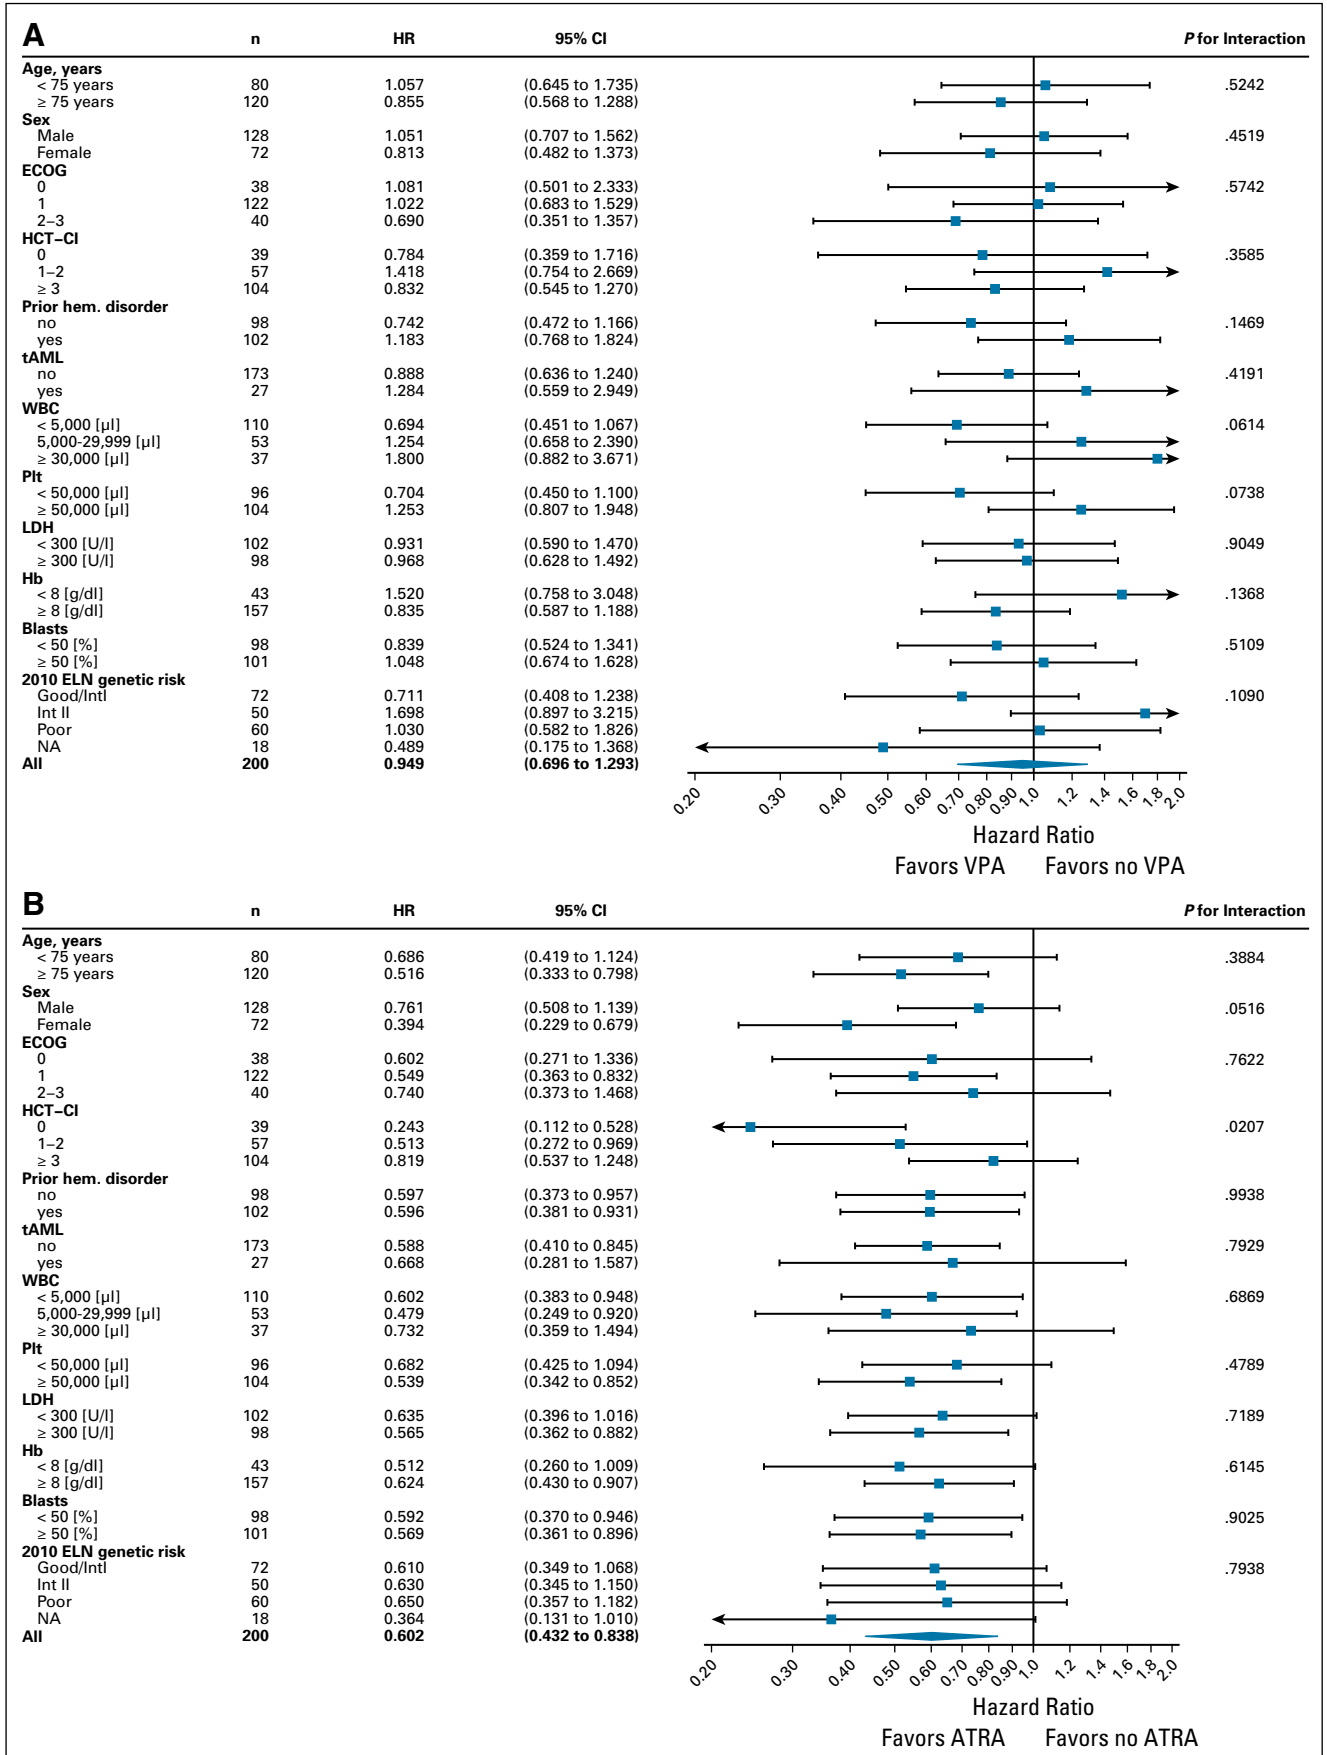 A n HR 95% CI P for Interaction
Age, years
< 75 years 80 1.057 (0.645 to 1.735) .5242
≥ 75 years 120 0.855 (0.568 to 1.288)
Sex
Male 128 1.051 (0.707 to 1.562) .4519
Female 72 0.813 (0.482 to 1.373)
ECOG
0 38 1.081 (0.501 to 2.333) .5742
1 122 1.022 (0.683 to 1.529)
2–3 40 0.690 (0.351 to 1.357)
HCT–CI
0 39 0.784 (0.359 to 1.716) .3585
1–2 57 1.418 (0.754 to 2.669)
≥ 3 104 0.832 (0.545 to 1.270)
Prior hem. disorder
no 98 0.742 (0.472 to 1.166) .1469
yes 102 1.183 (0.768 to 1.824)
tAML
no 173 0.888 (0.636 to 1.240) .4191
yes 27 1.284 (0.559 to 2.949)
WBC
< 5,000 [µl] 110 0.694 (0.451 to 1.067) .0614
5,000-29,999 [µl] 53 1.254 (0.658 to 2.390)
≥ 30,000 [µl] 37 1.800 (0.882 to 3.671)
Plt
< 50,000 [µl] 96 0.704 (0.450 to 1.100) .0738
≥ 50,000 [µl] 104 1.253 (0.807 to 1.948)
LDH
< 300 [U/l] 102 0.931 (0.590 to 1.470) .9049
≥ 300 [U/l] 98 0.968 (0.628 to 1.492)
Hb
< 8 [g/dl] 43 1.520 (0.758 to 3.048) .1368
≥ 8 [g/dl] 157 0.835 (0.587 to 1.188)
Blasts
< 50 [%] 98 0.839 (0.524 to 1.341) .5109
≥ 50 [%] 101 1.048 (0.674 to 1.628)
2010 ELN genetic risk
Good/IntI 72 0.711 (0.408 to 1.238) .1090
Int II 50 1.698 (0.897 to 3.215)
Poor 60 1.030 (0.582 to 1.826)
NA 18 0.489 (0.175 to 1.368)
All 200 0.949 (0.696 to 1.293)
0.20 0.30 0.40 0.50 0.60 0.70 0.80 0.90 1.0 1.2 1.4 1.6 1.8 2.0
Hazard Ratio
Favors VPA Favors no VPA
B n HR 95% CI P for Interaction
Age, years
< 75 years 80 0.686 (0.419 to 1.124) .3884
≥ 75 years 120 0.516 (0.333 to 0.798)
Sex
Male 128 0.761 (0.508 to 1.139) .0516
Female 72 0.394 (0.229 to 0.679)
ECOG
0 38 0.602 (0.271 to 1.336) .7622
1 122 0.549 (0.363 to 0.832)
2–3 40 0.740 (0.373 to 1.468)
HCT–CI
0 39 0.243 (0.112 to 0.528) .0207
1–2 57 0.513 (0.272 to 0.969)
≥ 3 104 0.819 (0.537 to 1.248)
Prior hem. disorder
no 98 0.597 (0.373 to 0.957) .9938
yes 102 0.596 (0.381 to 0.931)
tAML
no 173 0.588 (0.410 to 0.845) .7929
yes 27 0.668 (0.281 to 1.587)
WBC
< 5,000 [µl] 110 0.602 (0.383 to 0.948) .6869
5,000-29,999 [µl] 53 0.479 (0.249 to 0.920)
≥ 30,000 [µl] 37 0.732 (0.359 to 1.494)
Plt
< 50,000 [µl] 96 0.682 (0.425 to 1.094) .4789
≥ 50,000 [µl] 104 0.539 (0.342 to 0.852)
LDH
< 300 [U/l] 102 0.635 (0.396 to 1.016) .7189
≥ 300 [U/l] 98 0.565 (0.362 to 0.882)
Hb
< 8 [g/dl] 43 0.512 (0.260 to 1.009) .6145
≥ 8 [g/dl] 157 0.624 (0.430 to 0.907)
Blasts
< 50 [%] 98 0.592 (0.370 to 0.946) .9025
≥ 50 [%] 101 0.569 (0.361 to 0.896)
2010 ELN genetic risk
Good/IntI 72 0.610 (0.349 to 1.068) .7938
Int II 50 0.630 (0.345 to 1.150)
Poor 60 0.650 (0.357 to 1.182)
NA 18 0.364 (0.131 to 1.010)
All 200 0.602 (0.432 to 0.838)
0.20 0.30 0.40 0.50 0.60 0.70 0.80 0.90 1.0 1.2 1.4 1.6 1.8 2.0
Hazard Ratio
Favors ATRA Favors no ATRA